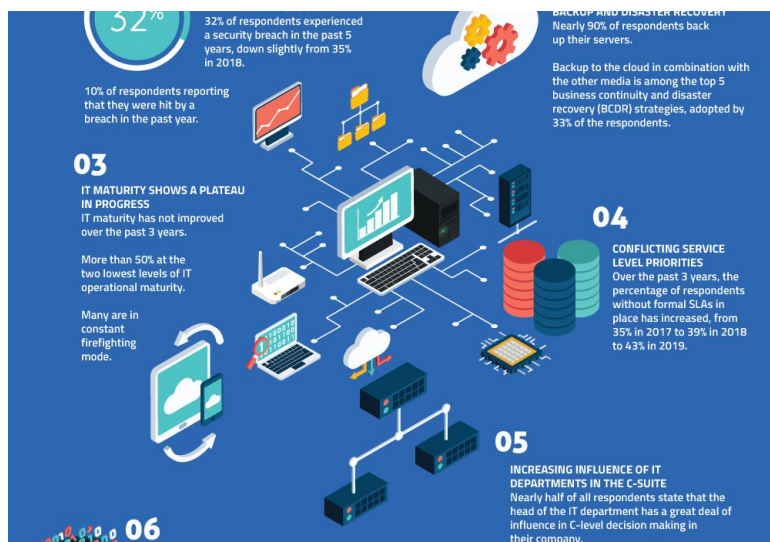 32%
32% of respondents experienced
a security breach in the past 5
years, down slightly from 35%
in 2018.
10% of respondents reporting
that they were hit by a
breach in the past year.
BACKUP AND DISASTER RECOVERY
Nearly 90% of respondents back
up their servers.
Backup to the cloud in combination with
the other media is among the top 5
business continuity and disaster
recovery (BCDR) strategies, adopted by
33% of the respondents.
03
IT MATURITY SHOWS A PLATEAU
IN PROGRESS
IT maturity has not improved
over the past 3 years.
More than 50% at the
two lowest levels of IT
operational maturity.
Many are in
constant
firefighting
mode.
04
CONFLICTING SERVICE
LEVEL PRIORITIES
Over the past 3 years, the
percentage of respondents
without formal SLAs in
place has increased, from
35% in 2017 to 39% in 2018
to 43% in 2019.
05
INCREASING INFLUENCE OF IT
DEPARTMENTS IN THE C-SUITE
Nearly half of all respondents state that the
head of the IT department has a great deal of
influence in C-level decision making in
their company.
06